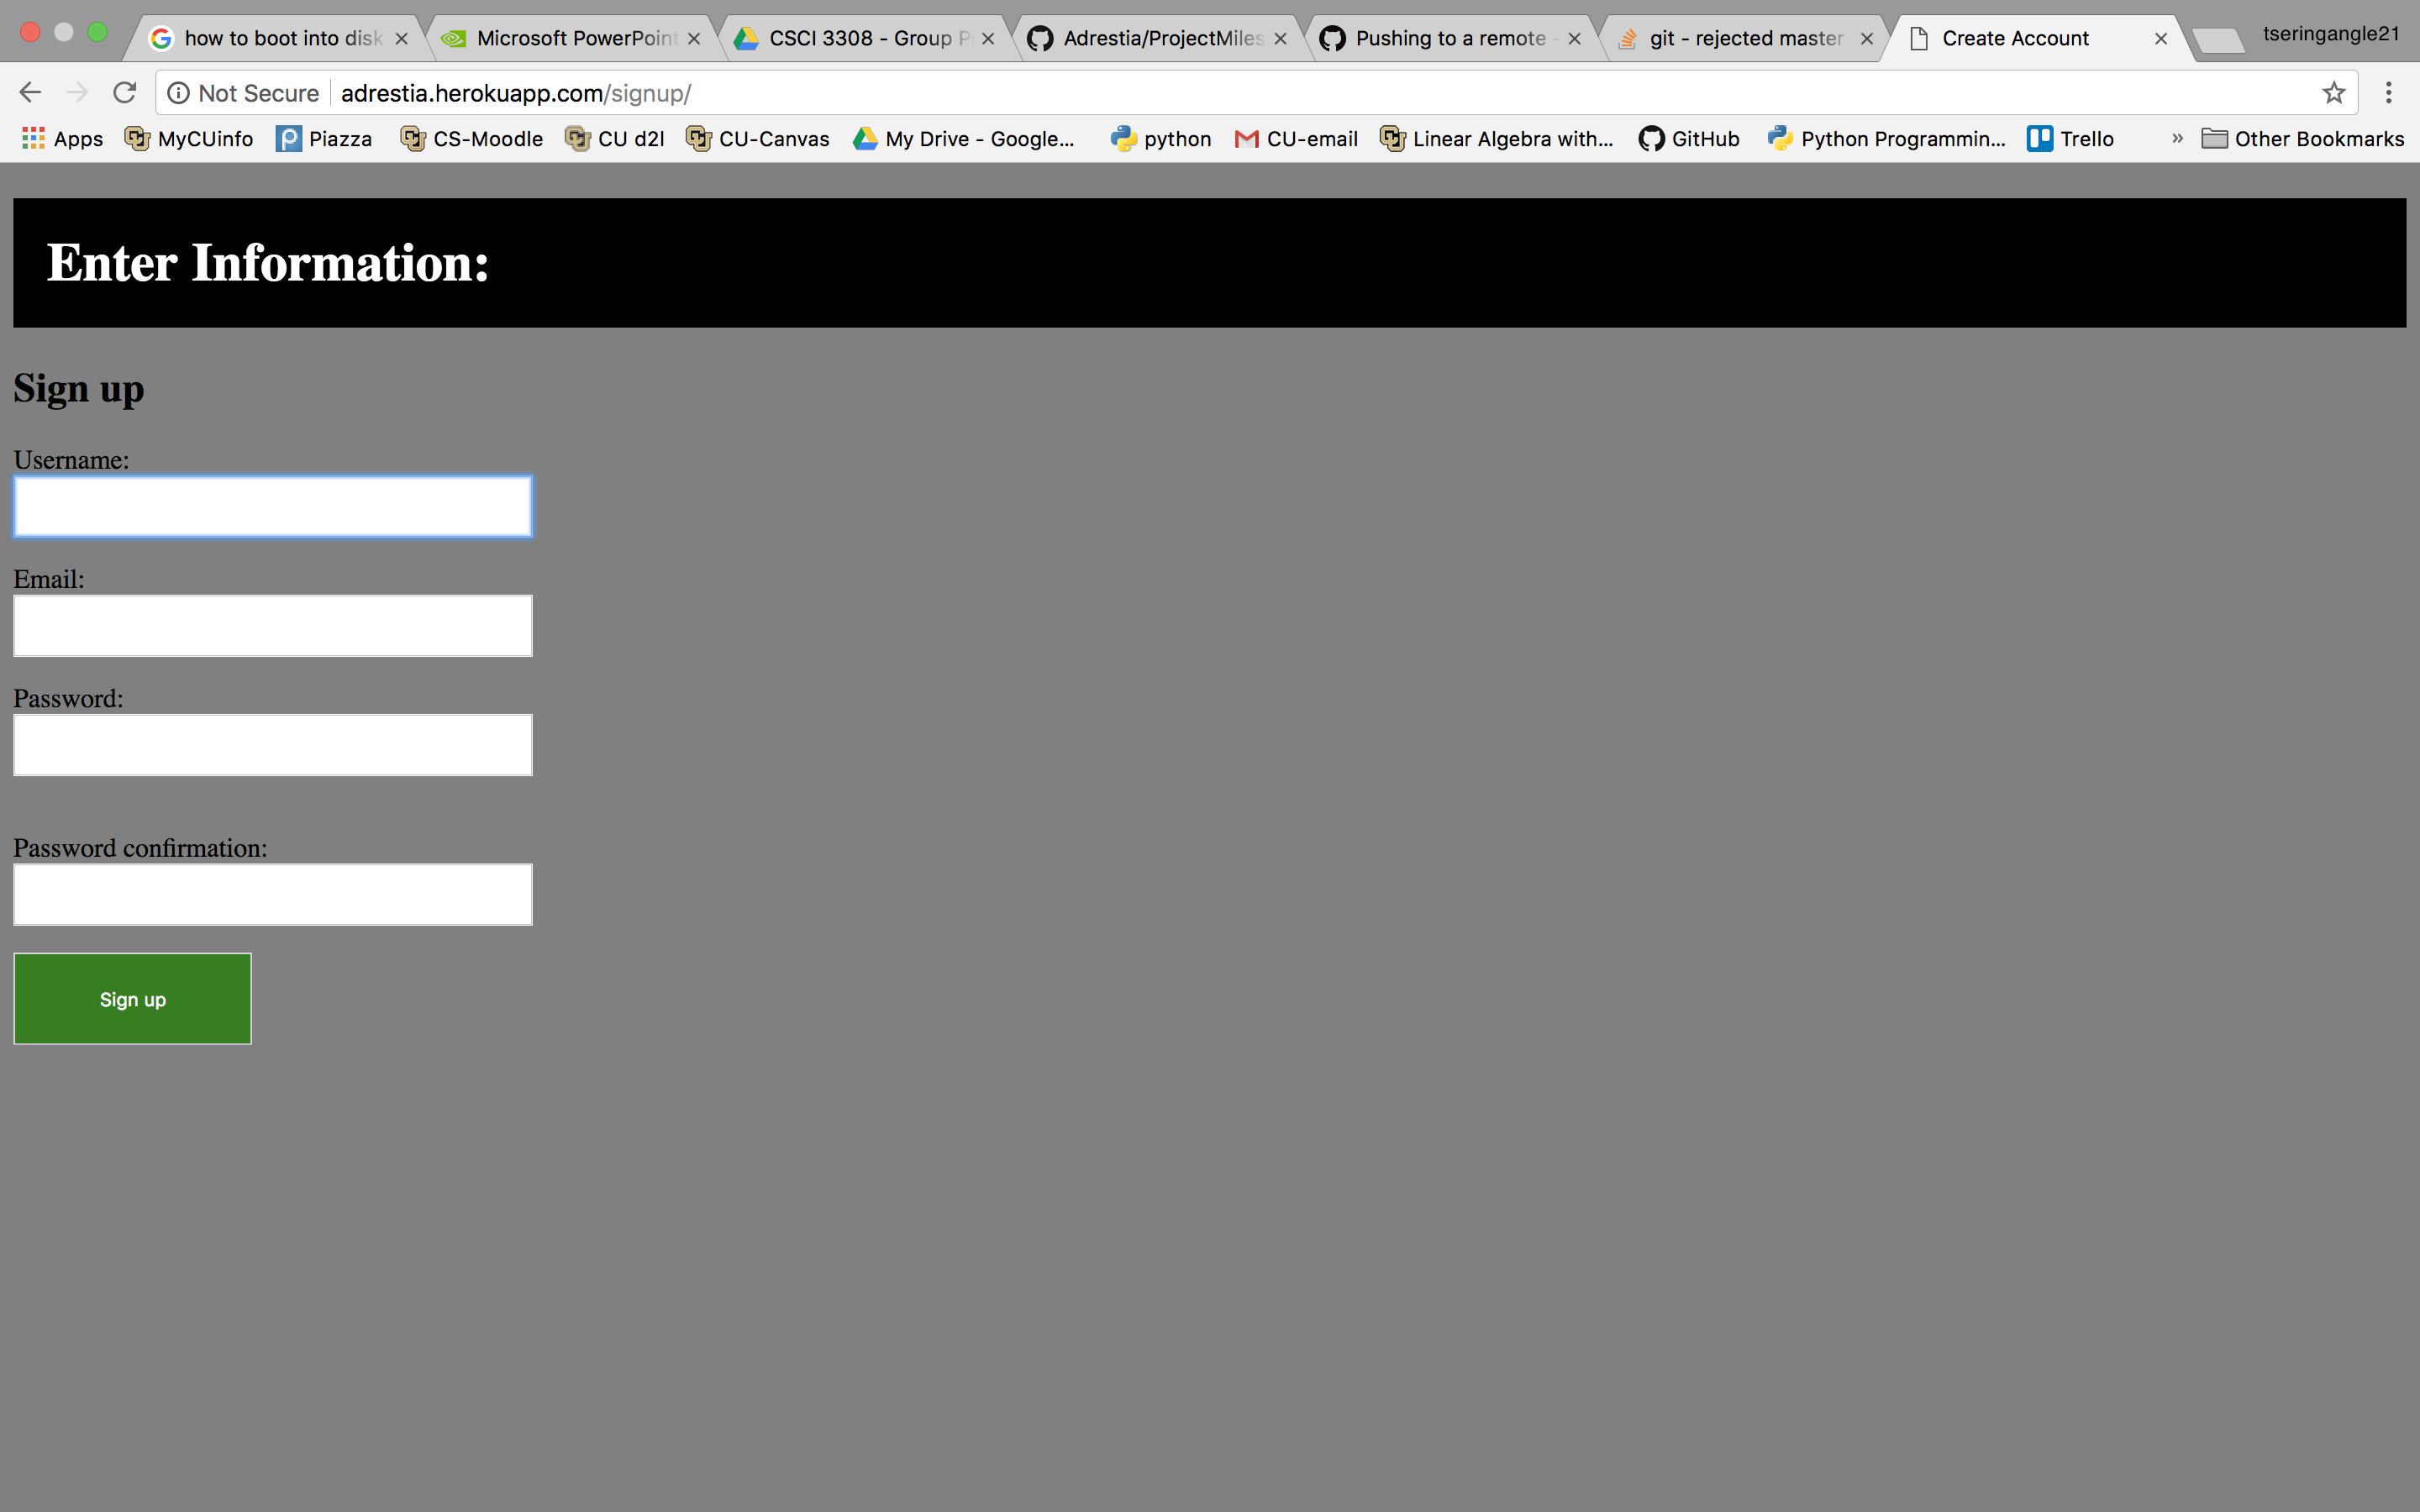 how to boot into disk
Microsoft PowerPoint
CSCI 3308 - Group P
Adrestia/ProjectMiles
Pushing to a remote -
git - rejected master
Create Account
tseringangle21
Not Secure adrestia.herokuapp.com/signup/
Apps MyCUinfo Piazza CS-Moodle CU d2l CU-Canvas My Drive - Google... python CU-email Linear Algebra with... GitHub Python Programmin... Trello » Other Bookmarks
Enter Information:
Sign up
Username:
Email:
Password:
Password confirmation:
Sign up